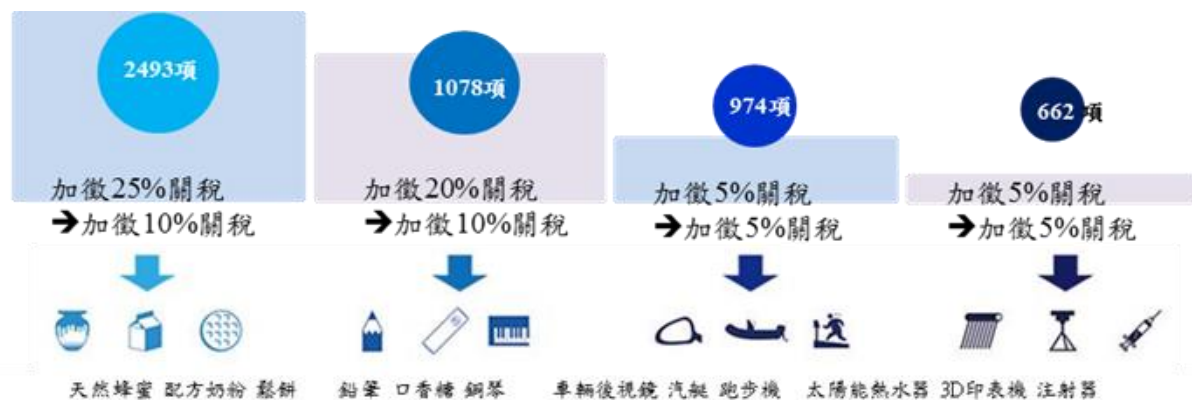 2493項
1078項
974項
662 項
加徵25%關稅
➔加徵10%關稅
加徵20%關稅
➔加徵10%關稅
加徵5%關稅
➔加徵5%關稅
加徵5%關稅
➔加徵5%關稅
天然蜂蜜 配方奶粉 鬆餅
鉛筆 口香糖 鋼琴
車輛後視鏡 汽艇 跑步機
太陽能熱水器 3D印表機 注射器